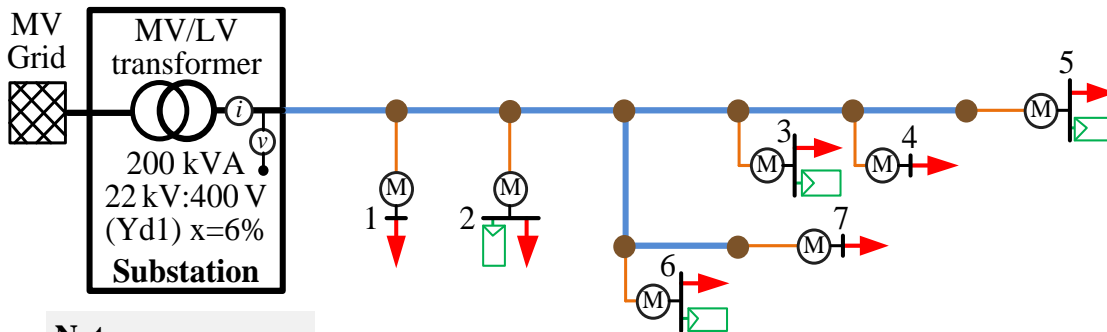 MV
Grid
MV/LV
transformer
i
v
200 kVA
22 kV:400 V
(Yd1) x=6%
Substation
M
1
M
2
M
3
M
4
M
5
M
6
M
7